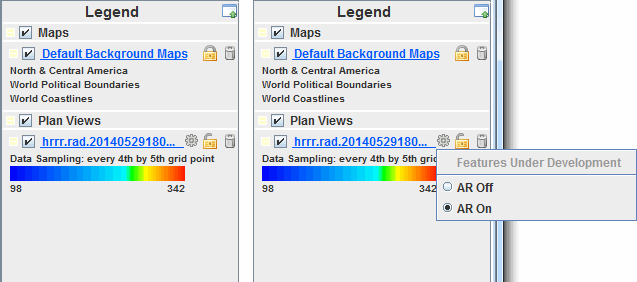 Legend
Maps
Default Background Maps
North & Central America
World Political Boundaries
World Coastlines
Plan Views
hrrr.rad.20140529180...
Data Sampling: every 4th by 5th grid point
98 342
Legend
Maps
Default Background Maps
North & Central America
World Political Boundaries
World Coastlines
Plan Views
hrrr.rad.20140529180...
Data Sampling: every 4th by 5th grid point
98 342
Features Under Development
AR Off
AR On